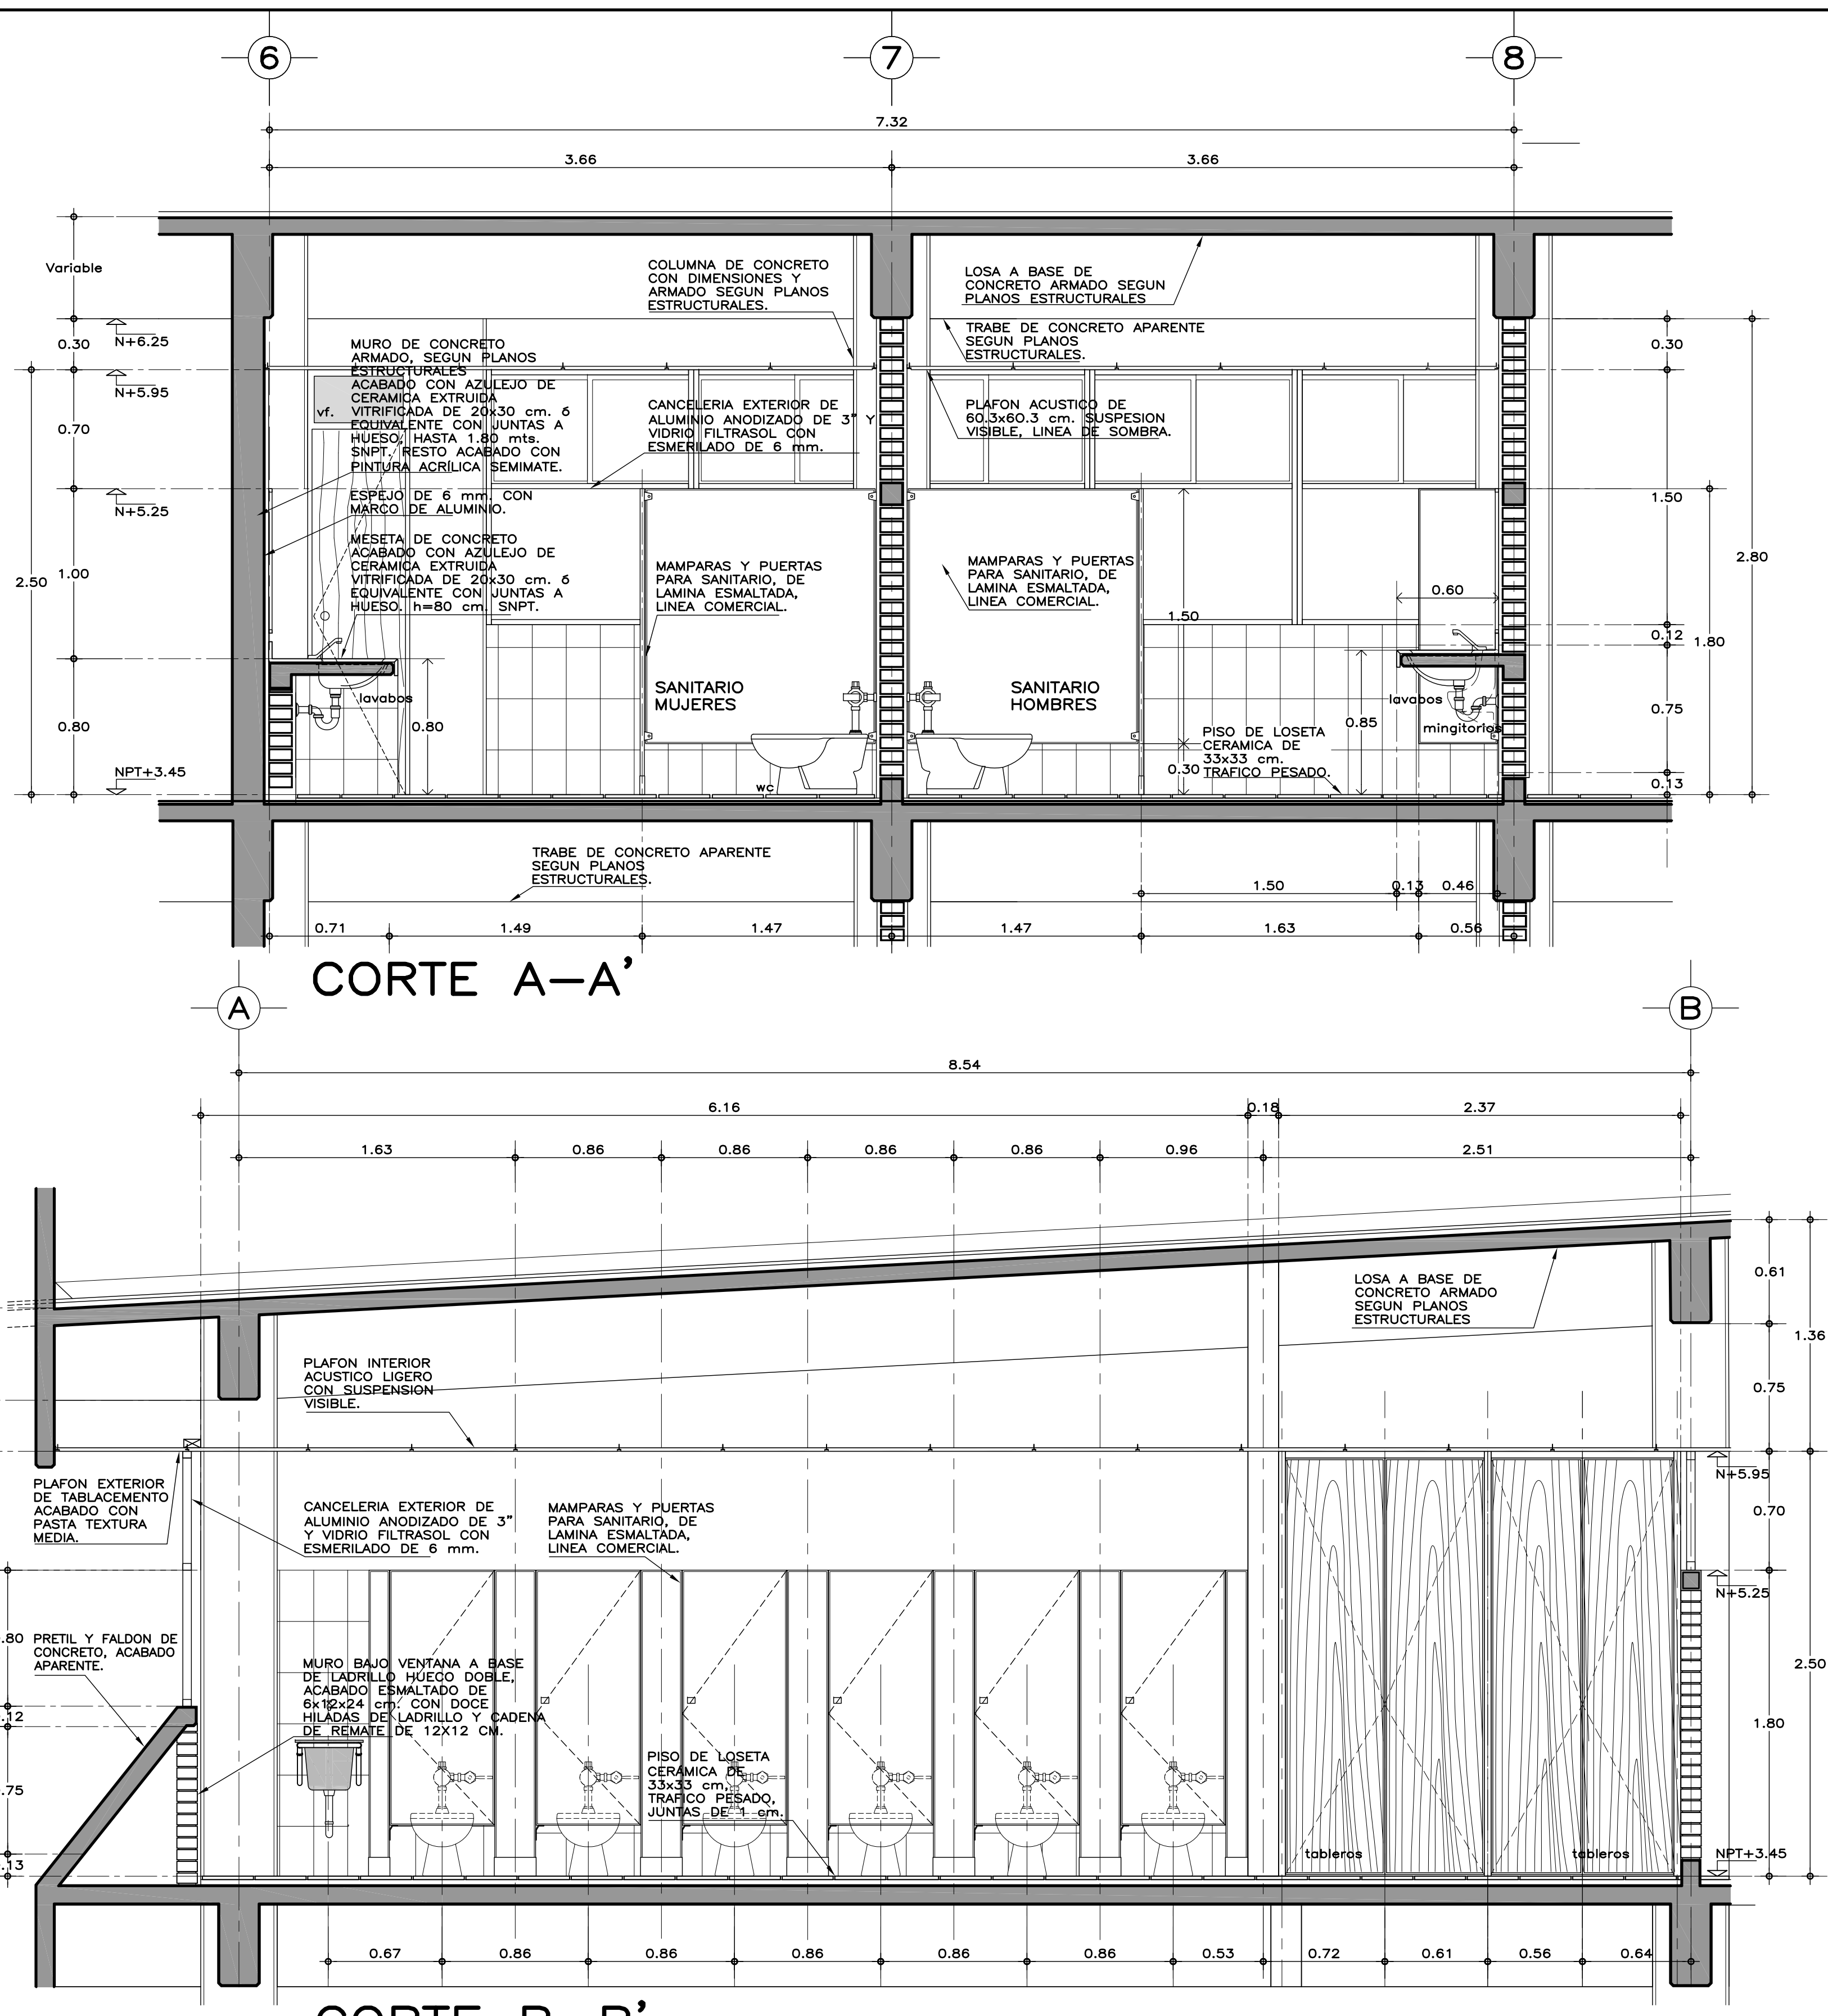 6
7
8
7.32
3.66
3.66
Variable
0.30
0.70
1.00
0.80
2.50
N+6.25
N+5.95
N+5.25
NPT+3.45
MURO DE CONCRETO
ARMADO, SEGUN PLANOS
ESTRUCTURALES
ACABADO CON AZULEJO DE
CERAMICA EXTRUIDA
VITRIFICADA DE 20x30 cm. ó
EQUIVALENTE CON JUNTAS A
HUESO, HASTA 1.80 mts.
SNPT. RESTO ACABADO CON
PINTURA ACRÍLICA SEMIMATE.
vf.
ESPEJO DE 6 mm. CON
MARCO DE ALUMINIO.
MESETA DE CONCRETO
ACABADO CON AZULEJO DE
CERAMICA EXTRUIDA
VITRIFICADA DE 20x30 cm. ó
EQUIVALENTE CON JUNTAS A
HUESO. h=80 cm. SNPT.
lavabos
0.80
COLUMNA DE CONCRETO
CON DIMENSIONES Y
ARMADO SEGUN PLANOS
ESTRUCTURALES.
CANCELERIA EXTERIOR DE
ALUMINIO ANODIZADO DE 3" Y
VIDRIO FILTRASOL CON
ESMERILADO DE 6 mm.
MAMPARAS Y PUERTAS
PARA SANITARIO, DE
LAMINA ESMALTADA,
LINEA COMERCIAL.
SANITARIO
MUJERES
wc
LOSA A BASE DE
CONCRETO ARMADO SEGUN
PLANOS ESTRUCTURALES
TRABE DE CONCRETO APARENTE
SEGUN PLANOS
ESTRUCTURALES.
PLAFON ACUSTICO DE
60.3x60.3 cm. SUSPESION
VISIBLE, LINEA DE SOMBRA.
MAMPARAS Y PUERTAS
PARA SANITARIO, DE
LAMINA ESMALTADA,
LINEA COMERCIAL.
SANITARIO
HOMBRES
1.50
0.30
0.60
0.85
lavabos
mingitorios
PISO DE LOSETA
CERAMICA DE
33x33 cm.
TRAFICO PESADO.
0.30
1.50
0.12
0.75
0.13
1.80
2.80
TRABE DE CONCRETO APARENTE
SEGUN PLANOS
ESTRUCTURALES.
1.50
0.13
0.46
0.71
1.49
1.47
1.47
1.63
0.56
CORTE A-A'
A
B
8.54
6.16
0.18
2.37
1.63
0.86
0.86
0.86
0.86
0.96
2.51
LOSA A BASE DE
CONCRETO ARMADO
SEGUN PLANOS
ESTRUCTURALES
0.61
0.75
1.36
0.70
1.80
2.50
N+5.95
N+5.25
NPT+3.45
PLAFON INTERIOR
ACUSTICO LIGERO
CON SUSPENSION
VISIBLE.
PLAFON EXTERIOR
DE TABLACEMENTO
ACABADO CON
PASTA TEXTURA
MEDIA.
CANCELERIA EXTERIOR DE
ALUMINIO ANODIZADO DE 3"
Y VIDRIO FILTRASOL CON
ESMERILADO DE 6 mm.
MAMPARAS Y PUERTAS
PARA SANITARIO, DE
LAMINA ESMALTADA,
LINEA COMERCIAL.
.80
.12
.75
.13
PRETIL Y FALDON DE
CONCRETO, ACABADO
APARENTE.
MURO BAJO VENTANA A BASE
DE LADRILLO HUECO DOBLE,
ACABADO ESMALTADO DE
6x12x24 cm. CON DOCE
HILADAS DE LADRILLO Y CADENA
DE REMATE DE 12X12 CM.
PISO DE LOSETA
CERÁMICA DE
33x33 cm,
TRAFICO PESADO,
JUNTAS DE 1 cm.
tableros
tableros
0.67
0.86
0.86
0.86
0.86
0.86
0.53
0.72
0.61
0.56
0.64
CORTE B-B'